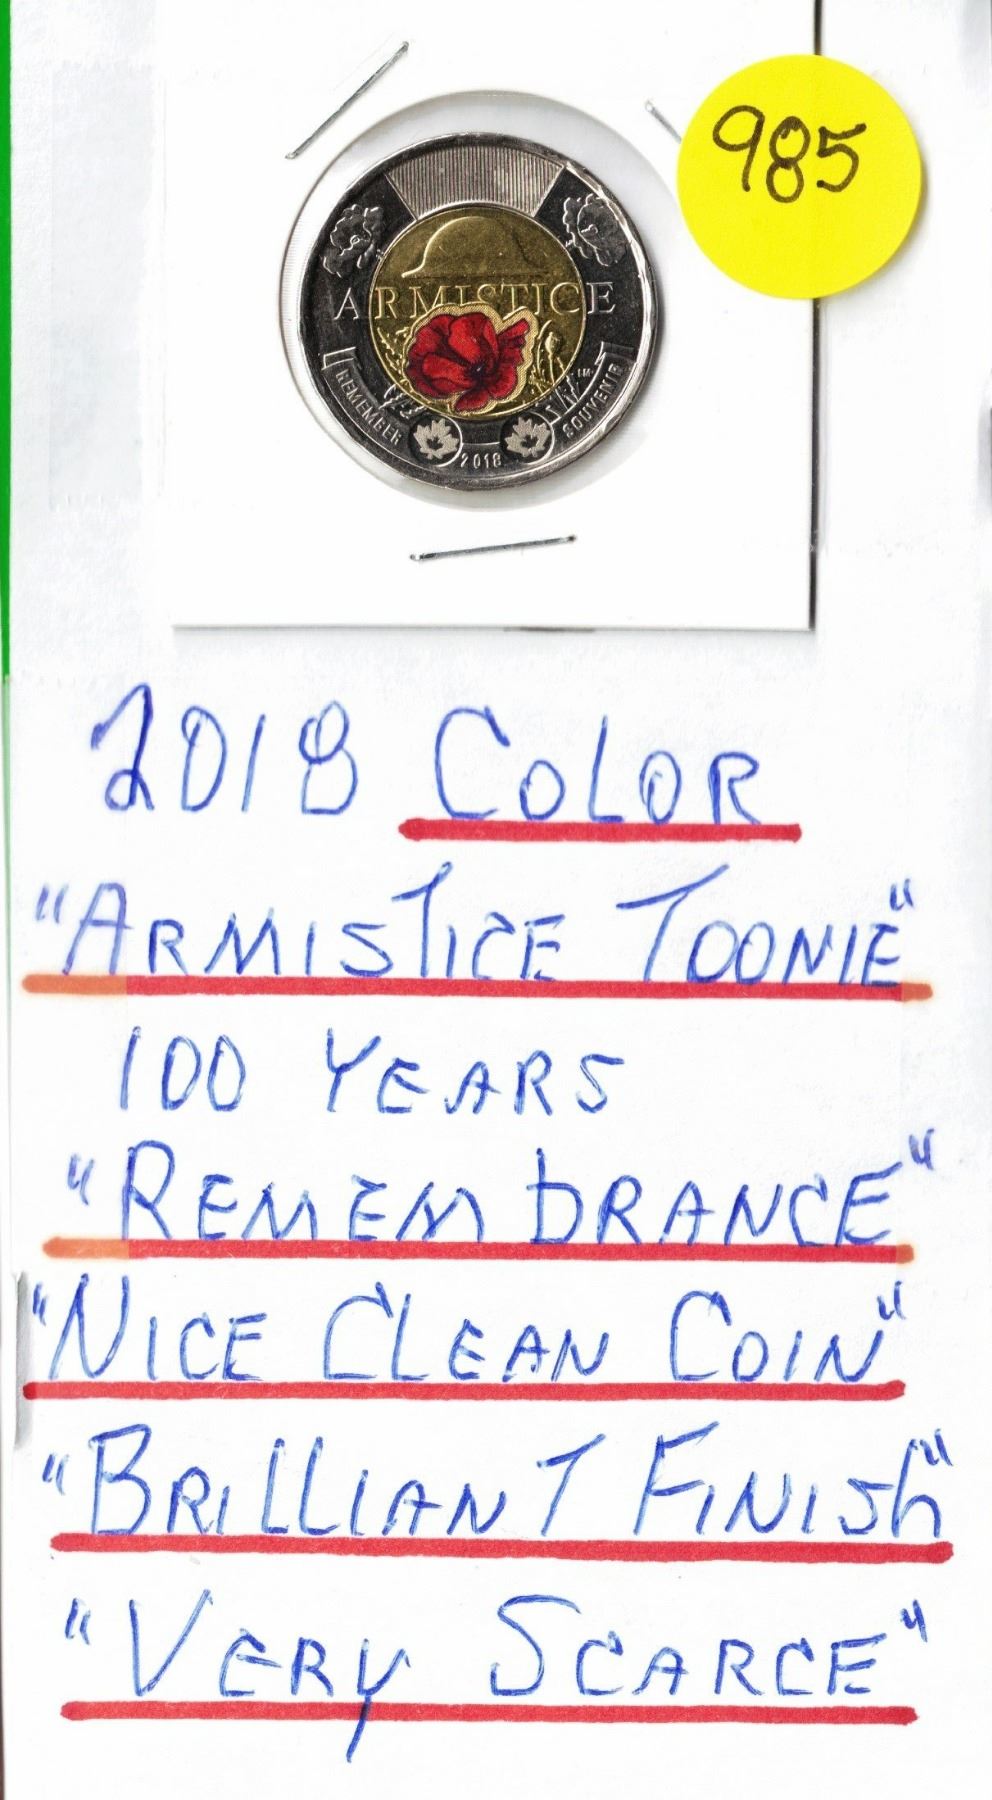 985
ARMISTICE
REMEMBER
SOUVENIR
LM
2018
2018 COLOR
"ARMISTICE TOONIE"
100 YEARS
"REMEMBRANCE"
"NICE CLEAN COIN"
"BRILLIANT FINISH"
"VERY SCARCE"